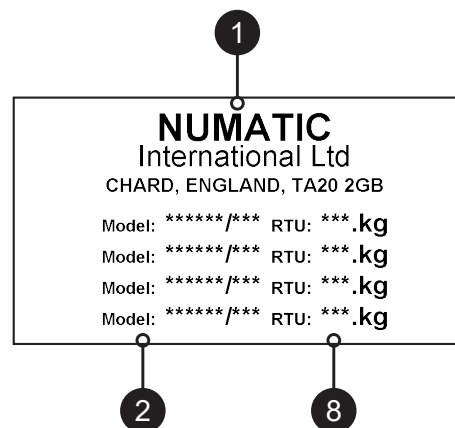 1
NUMATIC
International Ltd
CHARD, ENGLAND, TA20 2GB
Model: ******/*** RTU: ***.kg
Model: ******/*** RTU: ***.kg
Model: ******/*** RTU: ***.kg
Model: ******/*** RTU: ***.kg
2 8